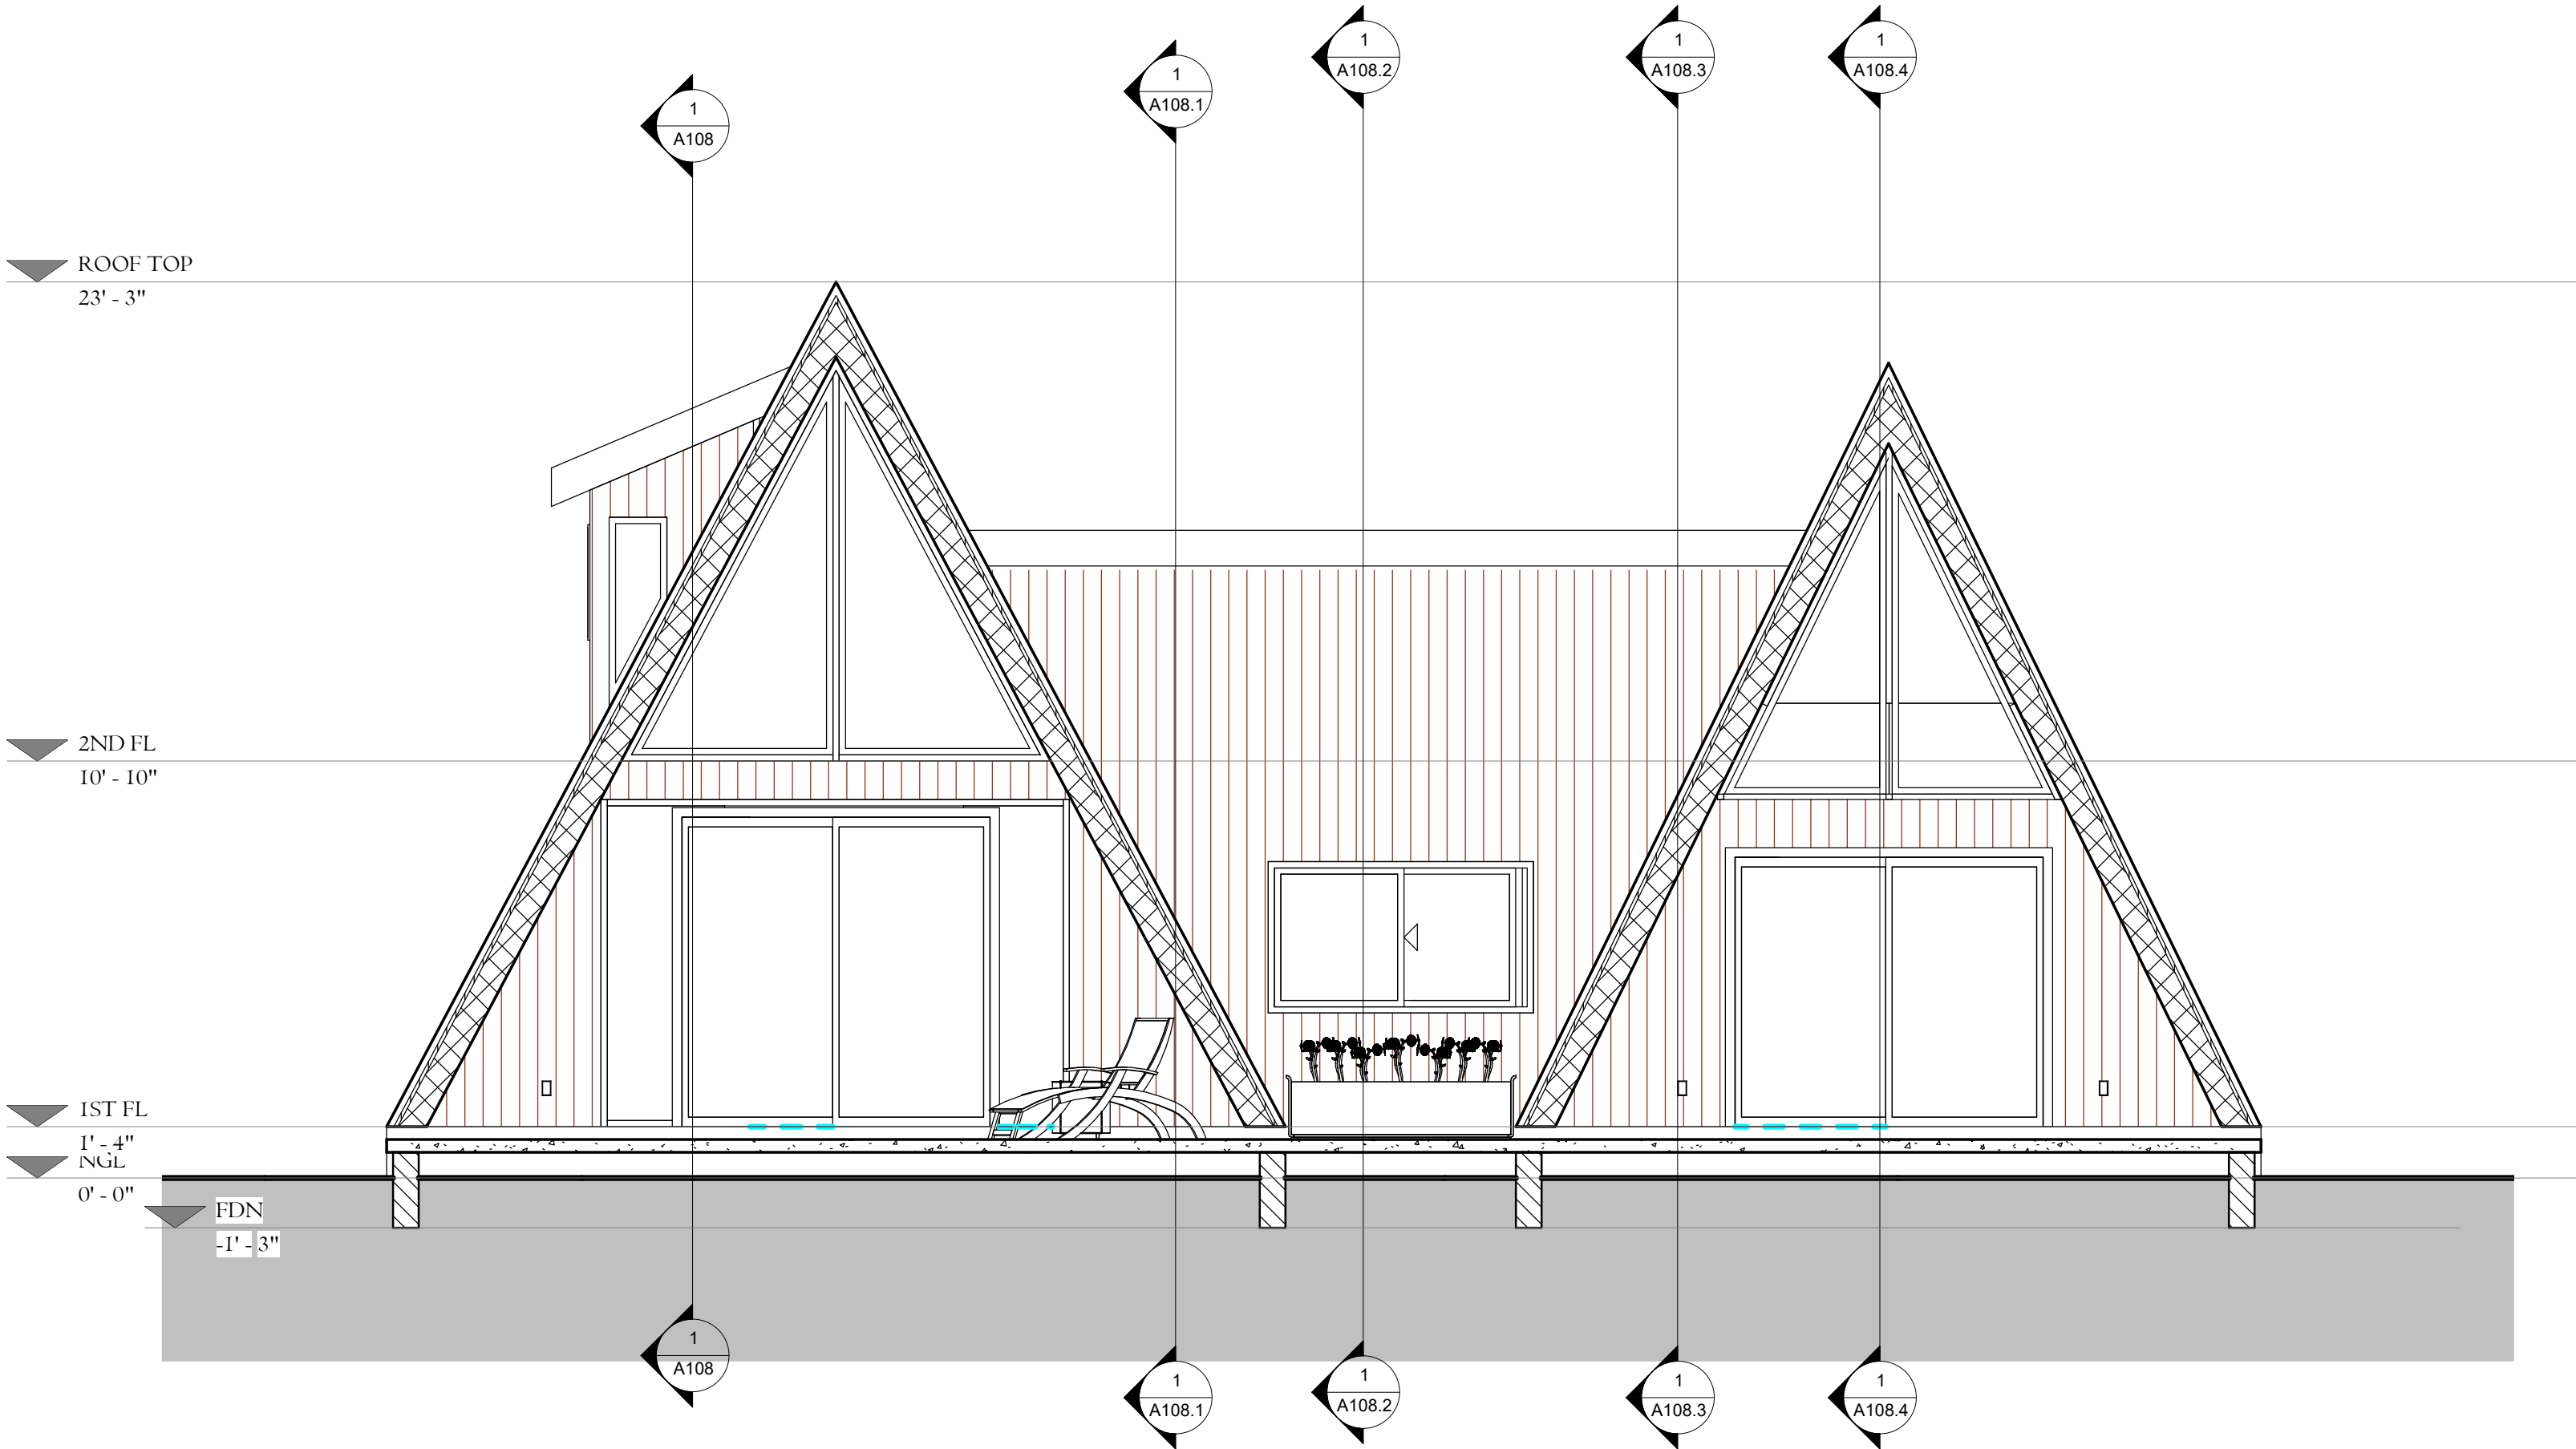 1
A108
1
A108.1
1
A108.2
1
A108.3
1
A108.4
ROOF TOP
23' - 3"
2ND FL
10' - 10"
1ST FL
1' - 4"
NGL
0' - 0"
FDN
-1' - 3"
1
A108
1
A108.1
1
A108.2
1
A108.3
1
A108.4